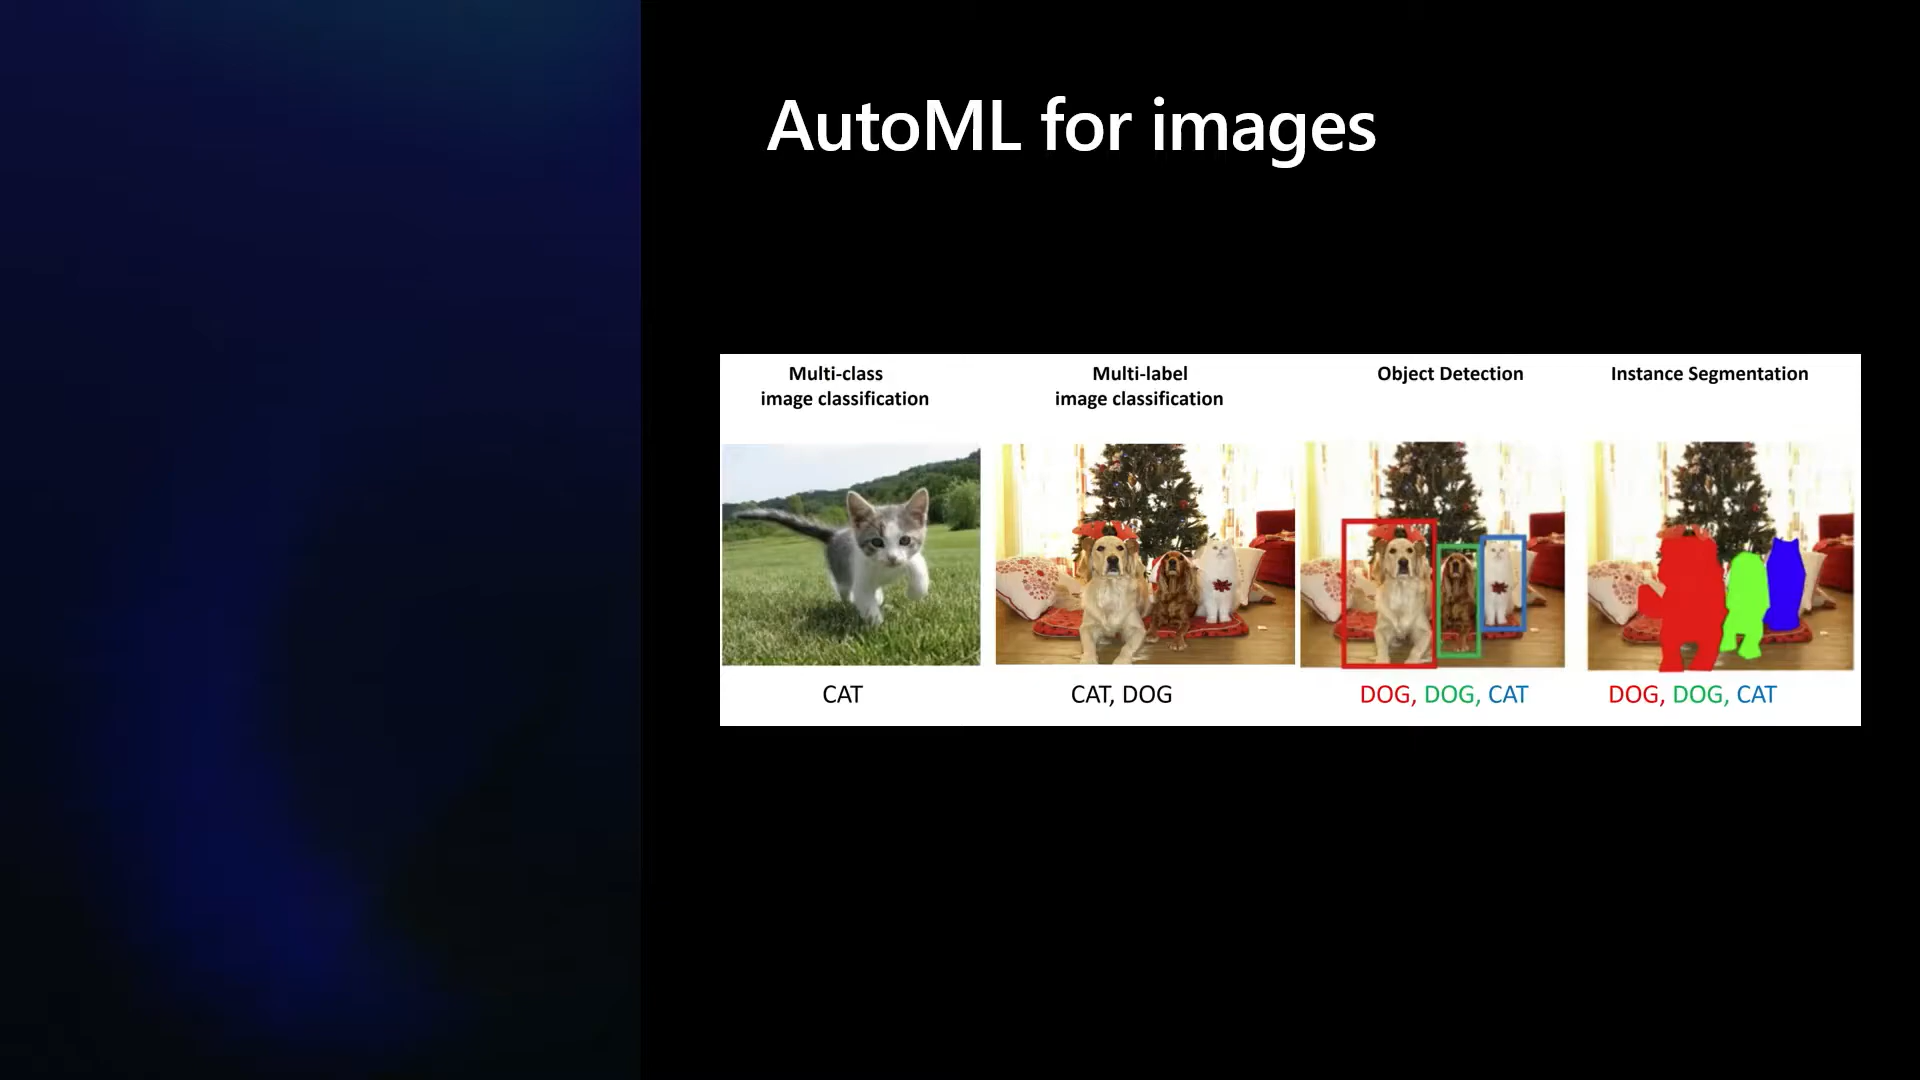 AutoML for images
Multi-class
image classification
Multi-label
image classification
Object Detection
Instance Segmentation
CAT
CAT, DOG
DOG, DOG, CAT
DOG, DOG, CAT